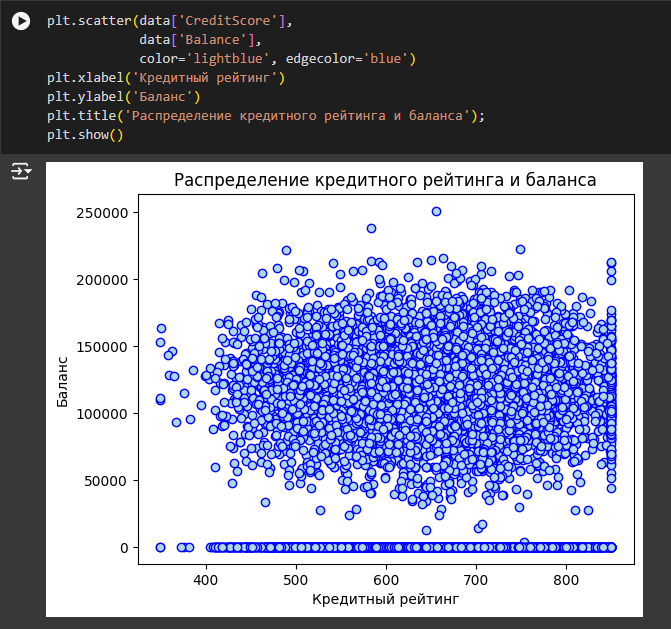 plt.scatter(data['CreditScore'],
data['Balance'],
color='lightblue', edgecolor='blue')
plt.xlabel('Кредитный рейтинг')
plt.ylabel('Баланс')
plt.title('Распределение кредитного рейтинга и баланса');
plt.show()
Распределение кредитного рейтинга и баланса
250000
200000
150000
100000
50000
0
Баланс
400 500 600 700 800
Кредитный рейтинг